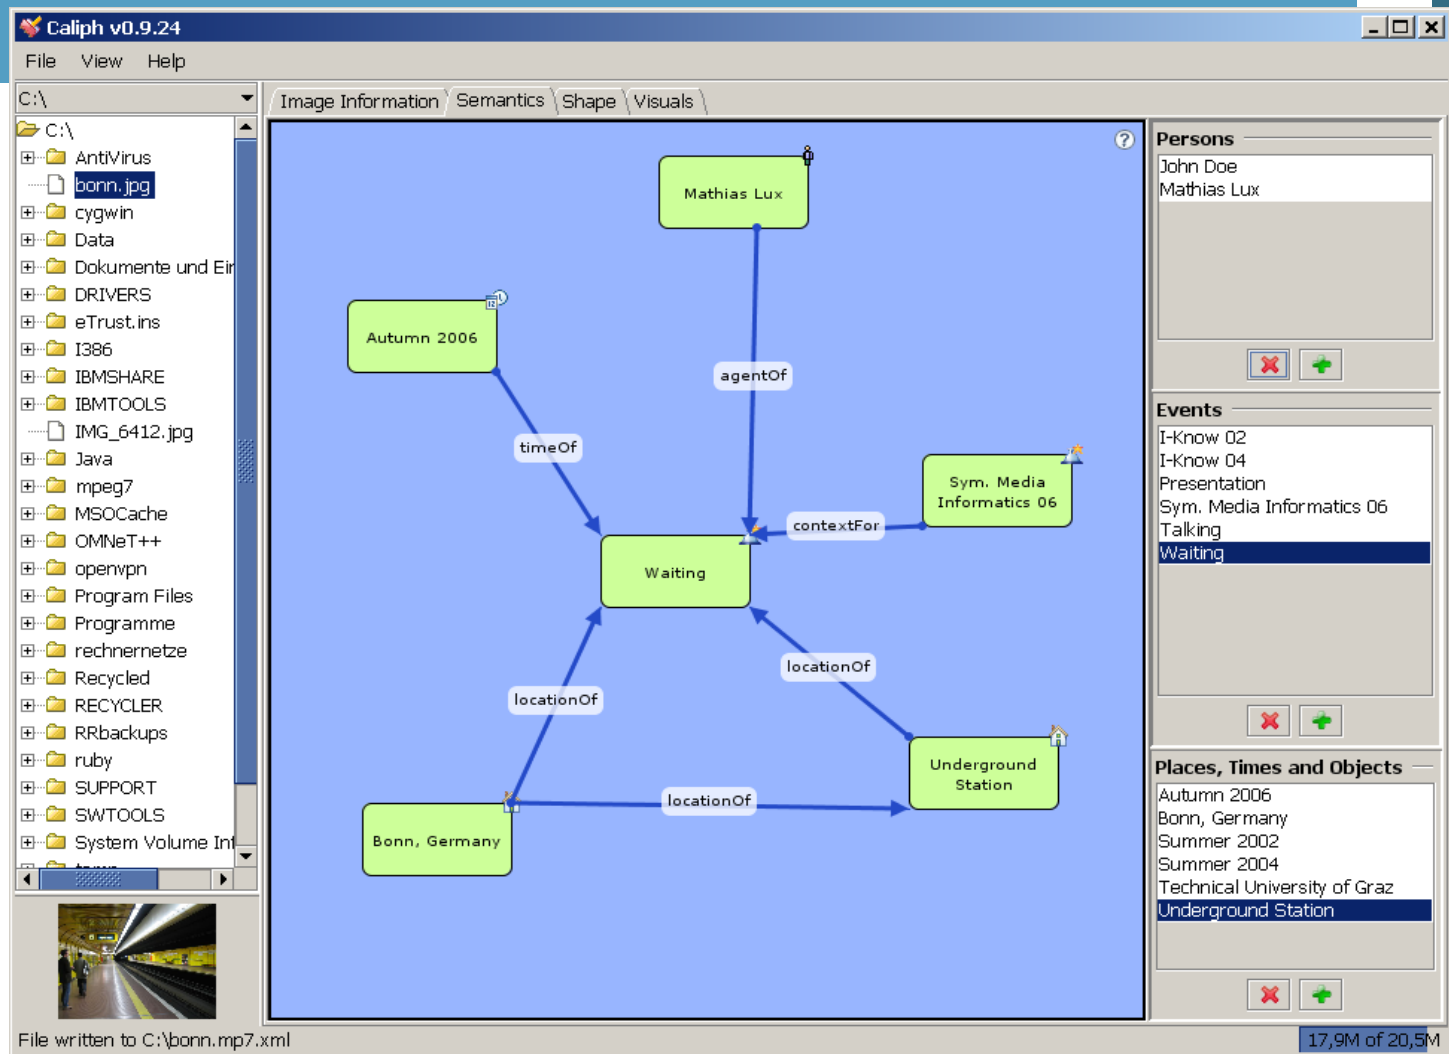 Caliph v0.9.24
File View Help
C:\
Image Information Semantics Shape Visuals
C:\
AntiVirus
bonn.jpg
cygwin
Data
Dokumente und Eir
DRIVERS
eTrust.ins
I386
IBMSHARE
IBMTOOLS
IMG_6412.jpg
Java
mpeg7
MSOCache
OMNeT++
openvpn
Program Files
Programme
rechnernetze
Recycled
RECYCLER
RRbackups
ruby
SUPPORT
SWTOOLS
System Volume Inf
?
Mathias Lux
Autumn 2006
agentOf
timeOf
Sym. Media
Informatics 06
contextFor
Waiting
locationOf
locationOf
Underground
Station
locationOf
Bonn, Germany
Persons
John Doe
Mathias Lux
Events
I-Know 02
I-Know 04
Presentation
Sym. Media Informatics 06
Talking
Waiting
Places, Times and Objects
Autumn 2006
Bonn, Germany
Summer 2002
Summer 2004
Technical University of Graz
Underground Station
File written to C:\bonn.mp7.xml
17,9M of 20,5M